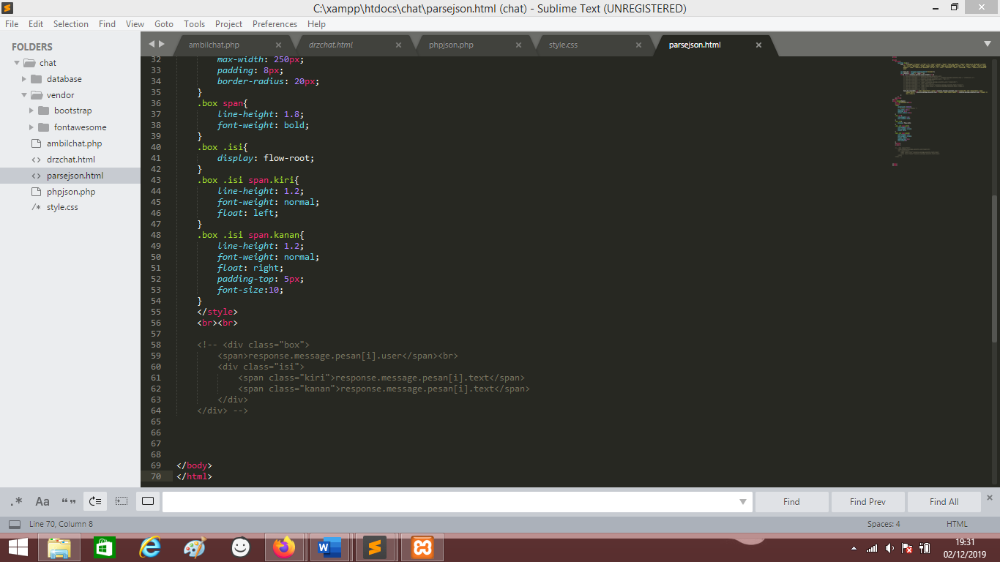 C:\xampp\htdocs\chat\parsejson.html (chat) - Sublime Text (UNREGISTERED)
File Edit Selection Find View Goto Tools Project Preferences Help
FOLDERS
chat
database
vendor
bootstrap
fontawesome
ambilchat.php
drzchat.html
parsejson.html
phpjson.php
/* style.css
ambilchat.php drzchat.html phpjson.php style.css parsejson.html
32 max-width: 250px;
33 padding: 8px;
34 border-radius: 20px;
35 }
36 .box span{
37 line-height: 1.8;
38 font-weight: bold;
39 }
40 .box .isi{
41 display: flow-root;
42 }
43 .box .isi span.kiri{
44 line-height: 1.2;
45 font-weight: normal;
46 float: left;
47 }
48 .box .isi span.kanan{
49 line-height: 1.2;
50 font-weight: normal;
51 float: right;
52 padding-top: 5px;
53 font-size:10;
54 }
55 </style>
56 <br><br>
57
58 <!-- <div class="box">
59 <span>response.message.pesan[i].user</span><br>
60 <div class="isi">
61 <span class="kiri">response.message.pesan[i].text</span>
62 <span class="kanan">response.message.pesan[i].text</span>
63 </div>
64 </div> -->
65
66
67
68
69 </body>
70 </html>
.* Aa “” Find Find Prev Find All
Line 70, Column 8 Spaces: 4 HTML
19:31
02/12/2019